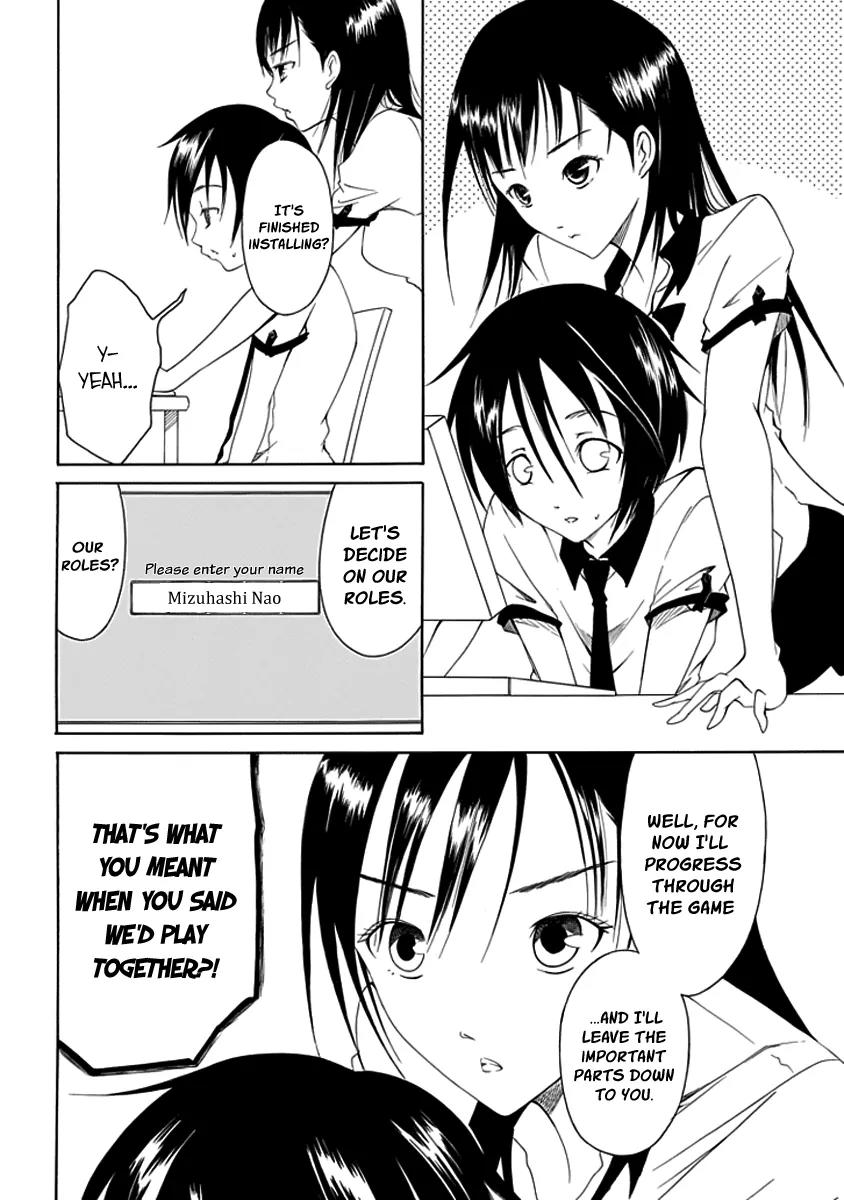 IT'S
FINISHED
INSTALLING?
Y-
YEAH...
LET'S
DECIDE
ON OUR
ROLES.
Please enter your name
Mizuhashi Nao
OUR
ROLES?
WELL, FOR
NOW I'LL
PROGRESS
THROUGH
THE GAME
...AND I'LL
LEAVE THE
IMPORTANT
PARTS DOWN
TO YOU.
THAT'S WHAT
YOU MEANT
WHEN YOU SAID
WE'D PLAY
TOGETHER?!